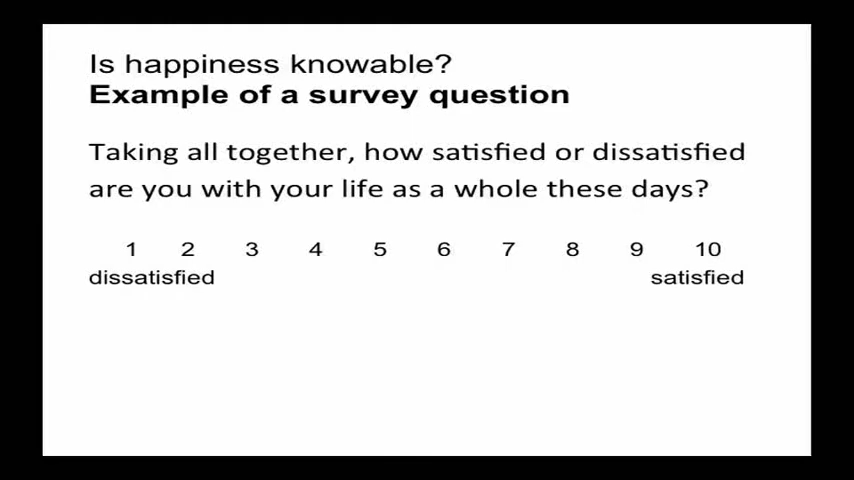 Is happiness knowable?
Example of a survey question
Taking all together, how satisfied or dissatisfied
are you with your life as a whole these days?
1 2 3 4 5 6 7 8 9 10
dissatisfied satisfied